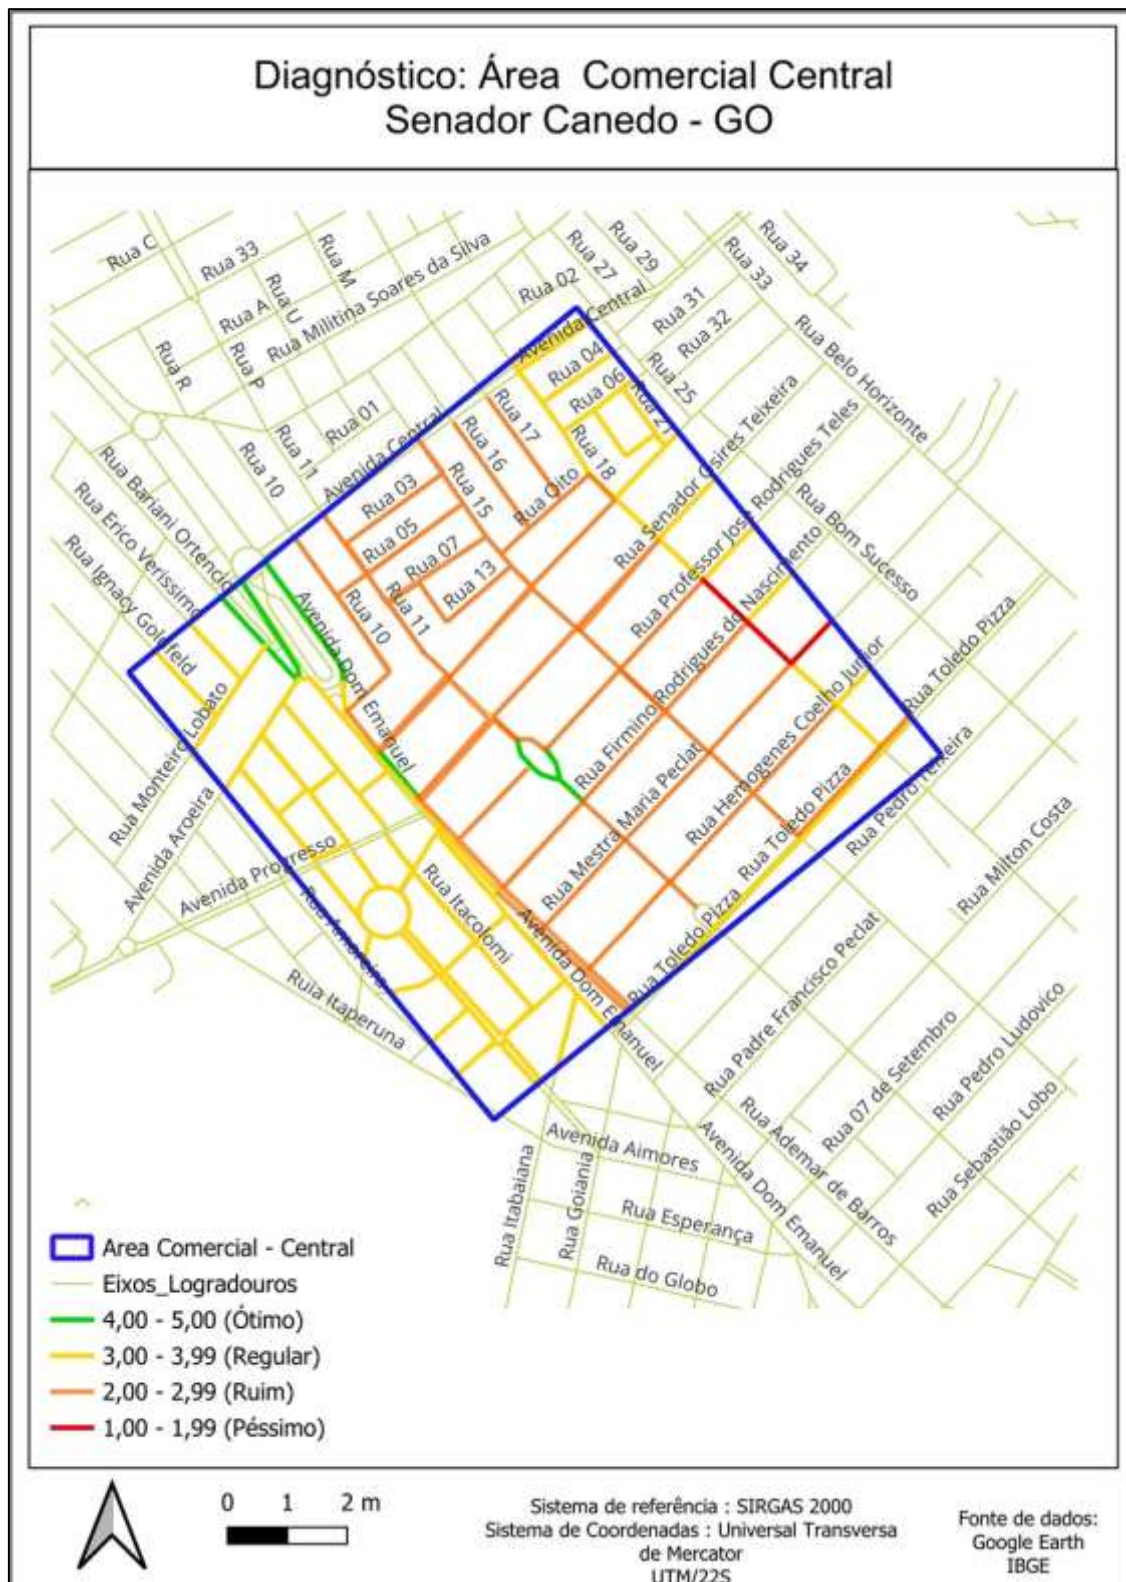 Diagnóstico: Área Comercial Central
Senador Canedo - GO
Rua C
Rua 33
Rua M
Rua Militina Soares da Silva
Rua 27
Rua 29
Rua 33
Rua 34
Rua A
Rua U
Rua 02
Avenida Central
Rua 31
Rua 32
Rua R
Rua P
Rua 04
Rua 06
Rua 25
Rua Belo Horizonte
Rua 01
Rua 21
Rua 11
Rua 10
Avenida Central
Rua 17
Rua 16
Rua 18
Rua Senador Osires Teixeira
Rua Bariani Ortencio
Rua Erico Verissimo
Rua Ignacy Goldfeld
Rua 03
Rua 15
Rua Oito
Rua Professor José Rodrigues Teles
Rua Bom Sucesso
Rua 05
Rua 07
Rua 13
Rua 10
Rua 11
Rua Firmino Rodrigues do Nascimento
Avenida Dom Emanuel
Rua Monteiro Lobato
Avenida Aroeira
Rua Toledo Pizza
Rua Hemogenes Coelho Junior
Rua Mestra Maria Peclat
Rua Toledo Pizza
Rua Pedro Teixeira
Avenida Progresso
Rua Itacolomi
Rua Amoreira
Rua Milton Costa
Avenida Dom Emanuel
Rua Toledo Pizza
Ruia Itaperuna
Rua Padre Francisco Peclat
Rua 07 de Setembro
Rua Pedro Ludovico
Rua Sebastião Lobo
Rua Ademar de Barros
Avenida Dom Emanuel
Avenida Aimores
Rua Itabaiana
Rua Goiania
Rua Esperança
Rua do Globo
Area Comercial - Central
Eixos_Logradouros
4,00 - 5,00 (Ótimo)
3,00 - 3,99 (Regular)
2,00 - 2,99 (Ruim)
1,00 - 1,99 (Péssimo)
0 1 2 m
Sistema de referência : SIRGAS 2000
Sistema de Coordenadas : Universal Transversa
de Mercator
UTM/22S
Fonte de dados:
Google Earth
IBGE